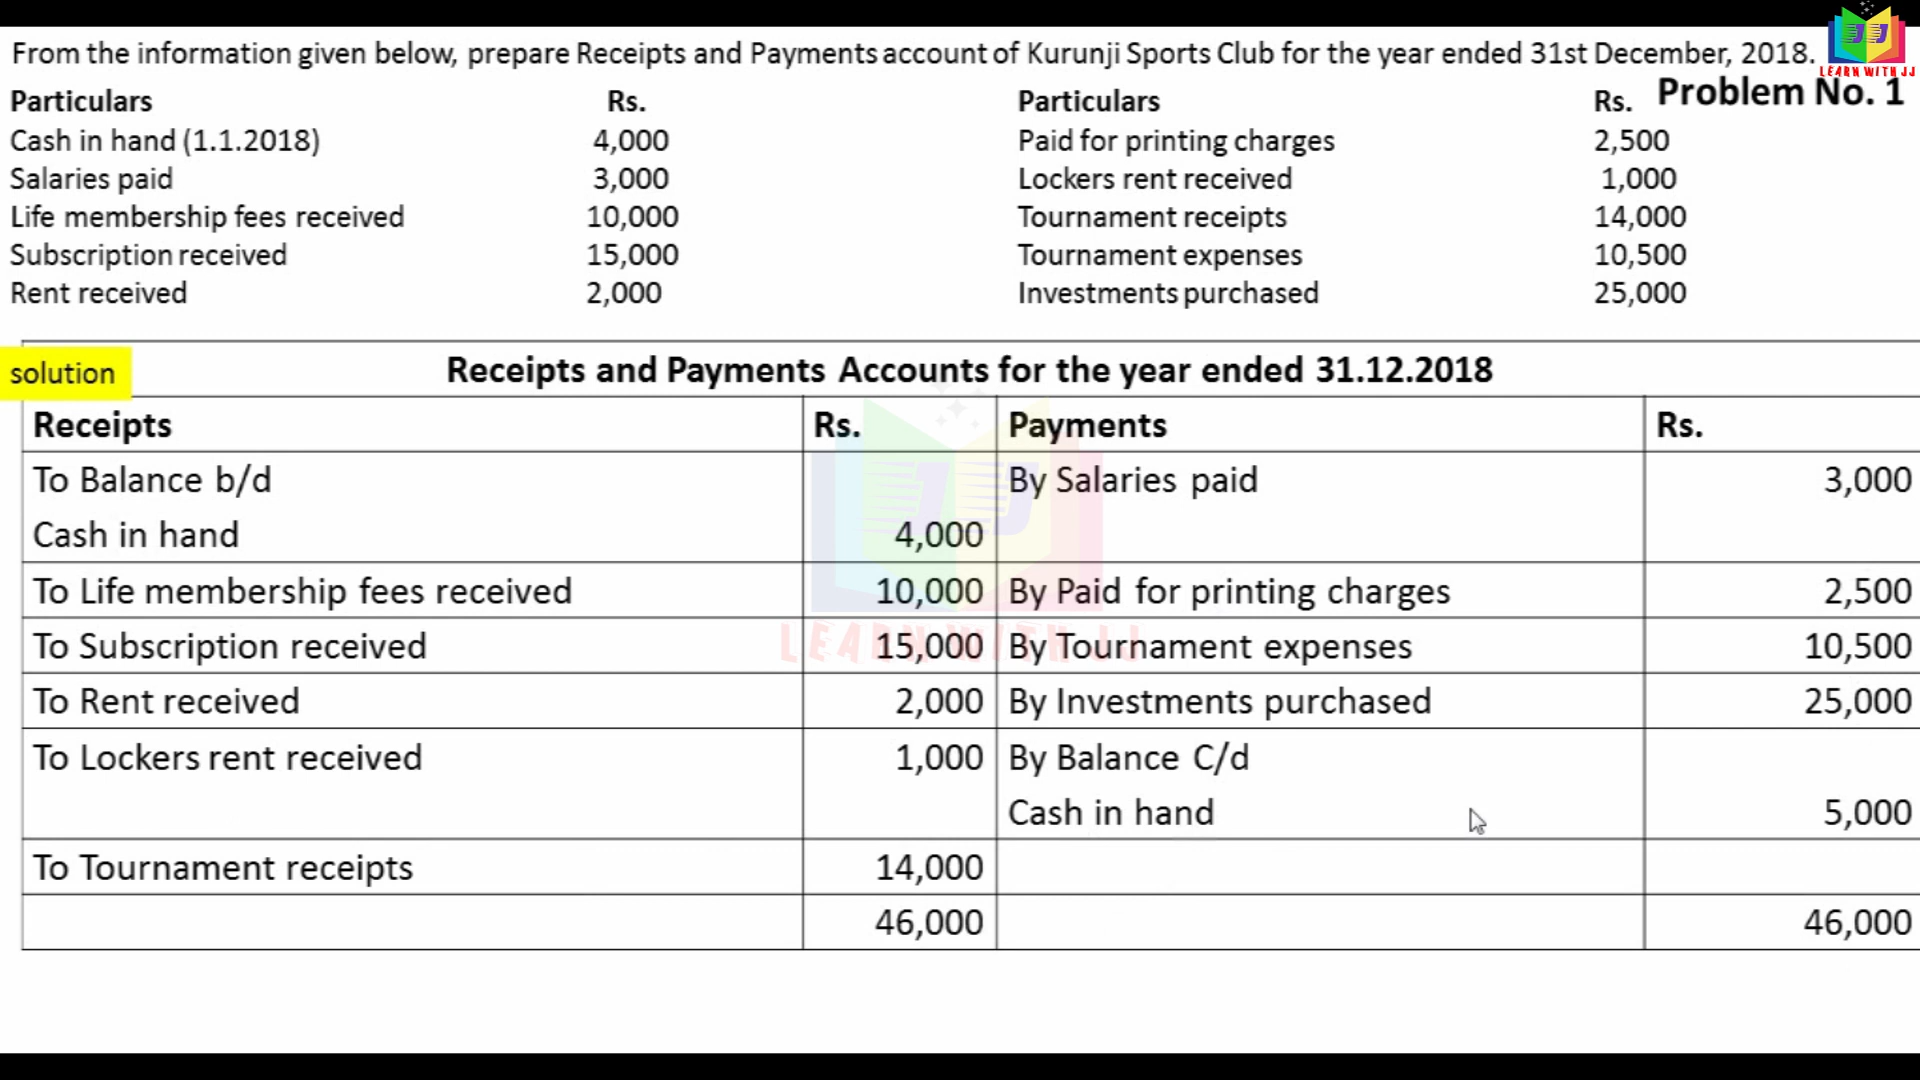 From the information given below, prepare Receipts and Payments account of Kurunji Sports Club for the year ended 31st December, 2018.
LEARN WITH JJ
Problem No. 1
Particulars Rs. Particulars Rs.
Cash in hand (1.1.2018) 4,000 Paid for printing charges 2,500
Salaries paid 3,000 Lockers rent received 1,000
Life membership fees received 10,000 Tournament receipts 14,000
Subscription received 15,000 Tournament expenses 10,500
Rent received 2,000 Investments purchased 25,000
solution
Receipts and Payments Accounts for the year ended 31.12.2018
Receipts Rs. Payments Rs.
To Balance b/d By Salaries paid 3,000
Cash in hand 4,000
To Life membership fees received 10,000 By Paid for printing charges 2,500
To Subscription received 15,000 By Tournament expenses 10,500
To Rent received 2,000 By Investments purchased 25,000
To Lockers rent received 1,000 By Balance C/d
Cash in hand 5,000
To Tournament receipts 14,000
46,000 46,000
JJ
LEARN WITH JJ